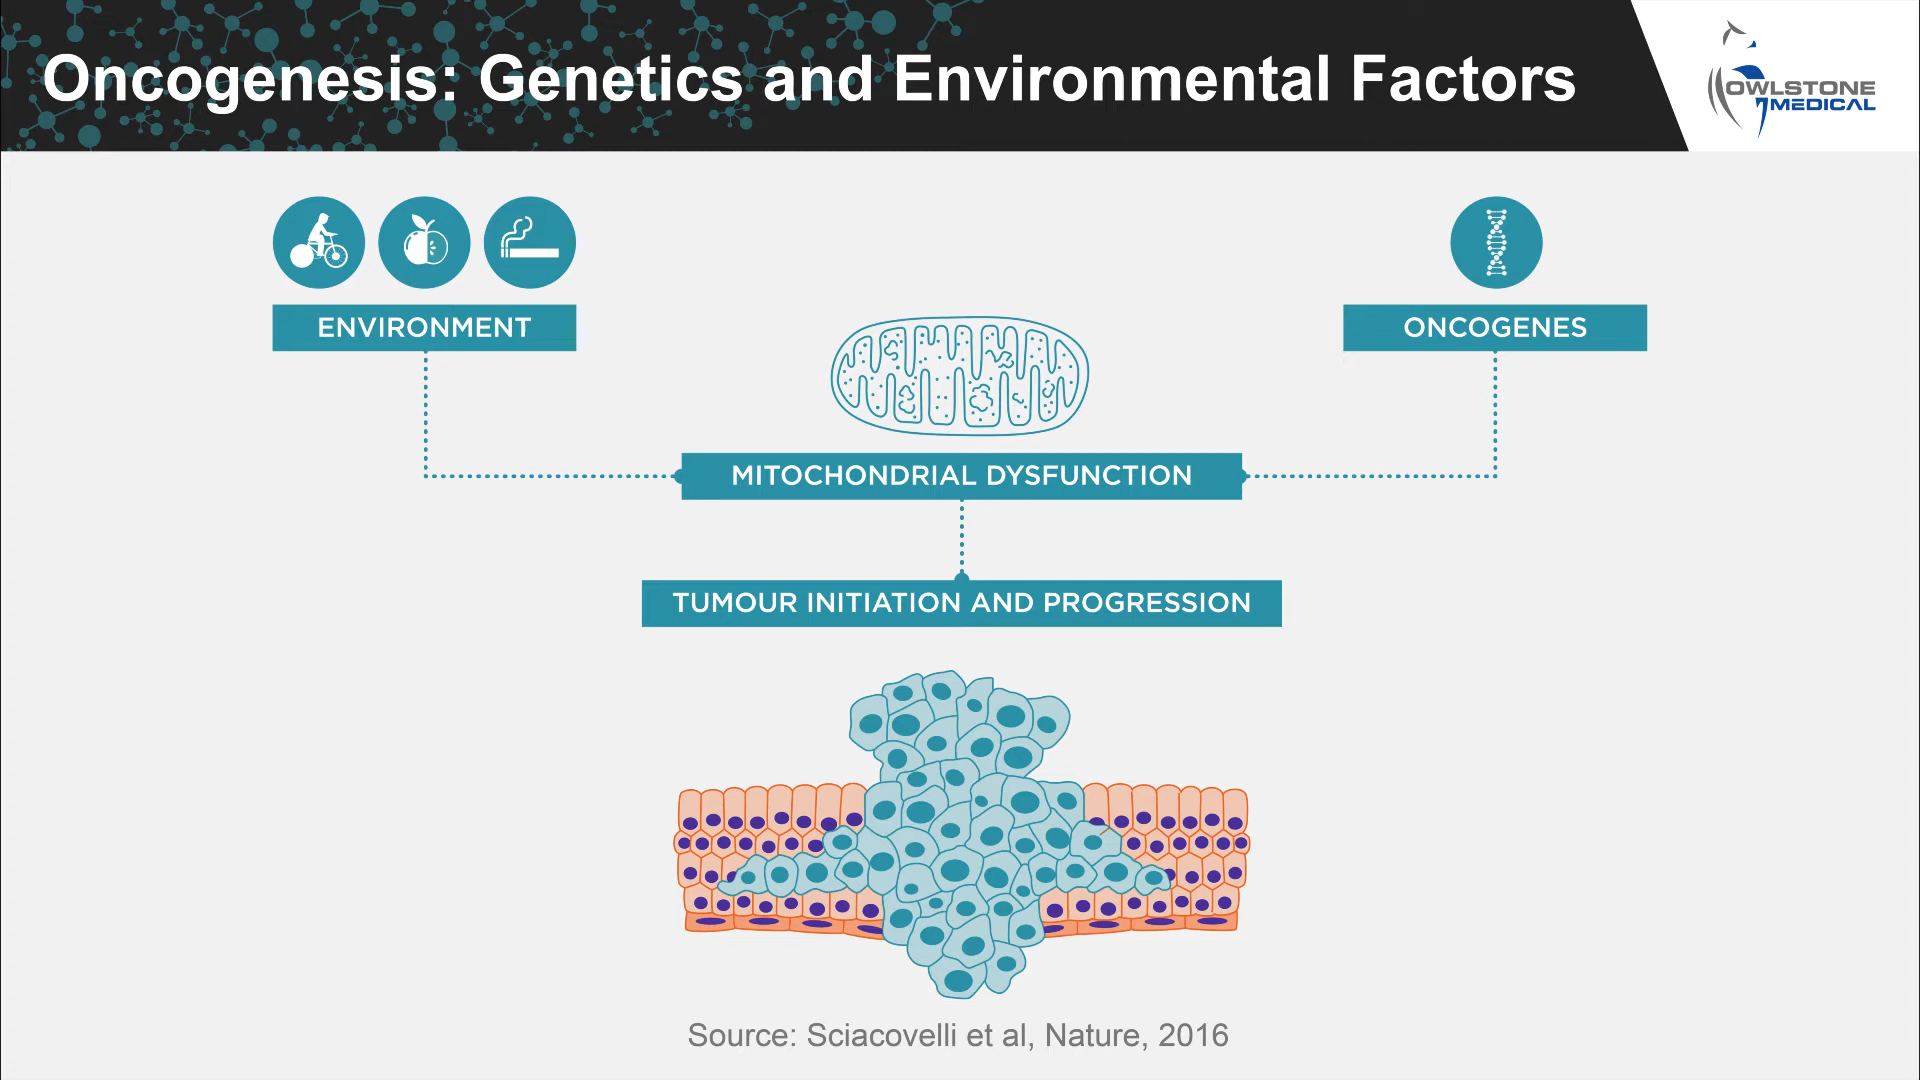 Oncogenesis: Genetics and Environmental Factors
OWLSTONE
MEDICAL
ENVIRONMENT
ONCOGENES
MITOCHONDRIAL DYSFUNCTION
TUMOUR INITIATION AND PROGRESSION
Source: Sciacovelli et al, Nature, 2016